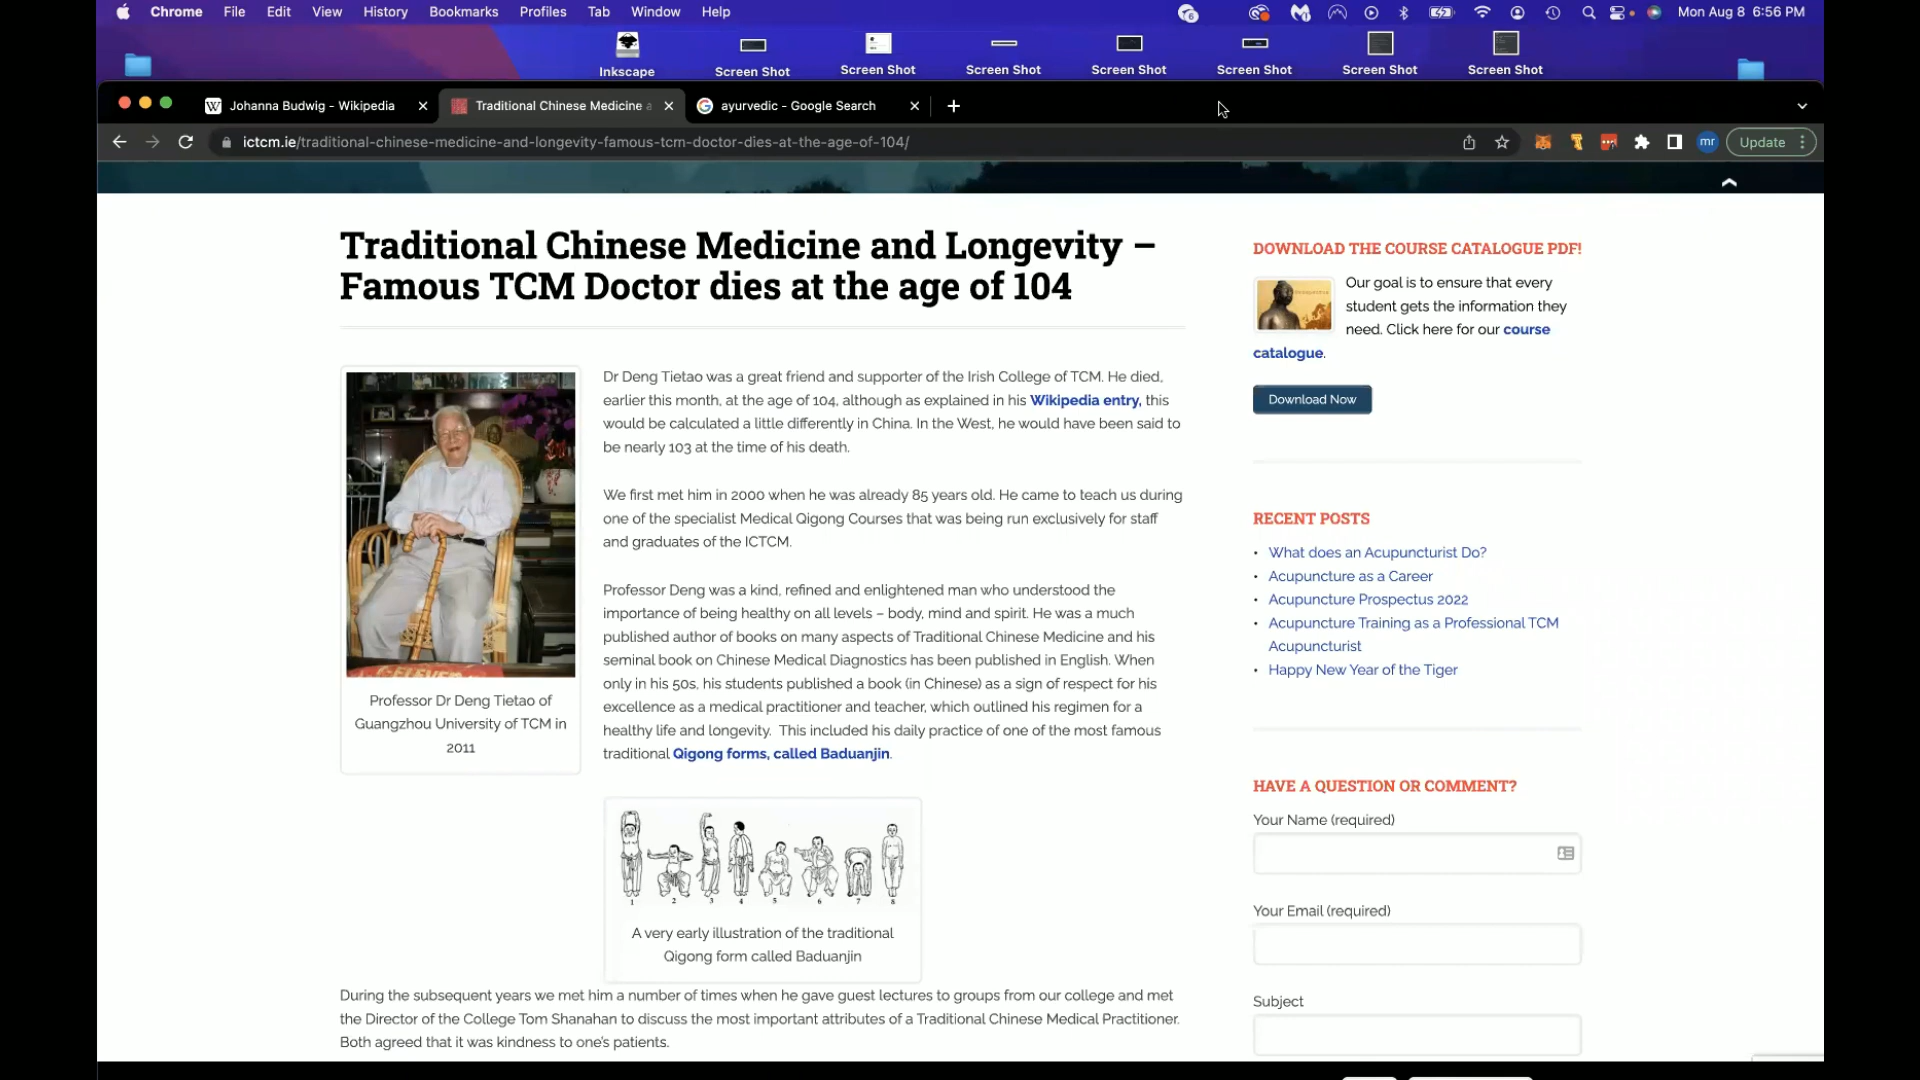 Chrome File Edit View History Bookmarks Profiles Tab Window Help
Mon Aug 8 6:56 PM
Inkscape
Screen Shot
Screen Shot
Screen Shot
Screen Shot
Screen Shot
Screen Shot
Screen Shot
Johanna Budwig - Wikipedia
Traditional Chinese Medicine a
ayurvedic - Google Search
ictcm.ie/traditional-chinese-medicine-and-longevity-famous-tcm-doctor-dies-at-the-age-of-104/
mr
Update
Traditional Chinese Medicine and Longevity –
Famous TCM Doctor dies at the age of 104
Professor Dr Deng Tietao of
Guangzhou University of TCM in
2011
Dr Deng Tietao was a great friend and supporter of the Irish College of TCM. He died,
earlier this month, at the age of 104, although as explained in his Wikipedia entry, this
would be calculated a little differently in China. In the West, he would have been said to
be nearly 103 at the time of his death.
We first met him in 2000 when he was already 85 years old. He came to teach us during
one of the specialist Medical Qigong Courses that was being run exclusively for staff
and graduates of the ICTCM.
Professor Deng was a kind, refined and enlightened man who understood the
importance of being healthy on all levels – body, mind and spirit. He was a much
published author of books on many aspects of Traditional Chinese Medicine and his
seminal book on Chinese Medical Diagnostics has been published in English. When
only in his 50s, his students published a book (in Chinese) as a sign of respect for his
excellence as a medical practitioner and teacher, which outlined his regimen for a
healthy life and longevity. This included his daily practice of one of the most famous
traditional Qigong forms, called Baduanjin.
1 2 3 4 5 6 7 8
A very early illustration of the traditional
Qigong form called Baduanjin
During the subsequent years we met him a number of times when he gave guest lectures to groups from our college and met
the Director of the College Tom Shanahan to discuss the most important attributes of a Traditional Chinese Medical Practitioner.
Both agreed that it was kindness to one's patients.
DOWNLOAD THE COURSE CATALOGUE PDF!
Our goal is to ensure that every
student gets the information they
need. Click here for our course
catalogue.
Download Now
RECENT POSTS
What does an Acupuncturist Do?
Acupuncture as a Career
Acupuncture Prospectus 2022
Acupuncture Training as a Professional TCM
Acupuncturist
Happy New Year of the Tiger
HAVE A QUESTION OR COMMENT?
Your Name (required)
Your Email (required)
Subject